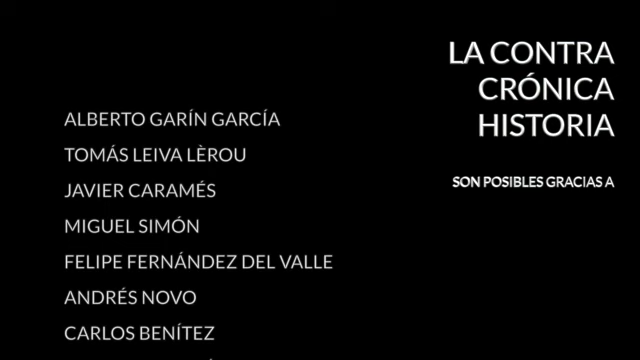 LA CONTRA
CRÓNICA
HISTORIA
SON POSIBLES GRACIAS A
ALBERTO GARÍN GARCÍA
TOMÁS LEIVA LÈROU
JAVIER CARAMÉS
MIGUEL SIMÓN
FELIPE FERNÁNDEZ DEL VALLE
ANDRÉS NOVO
CARLOS BENÍTEZ